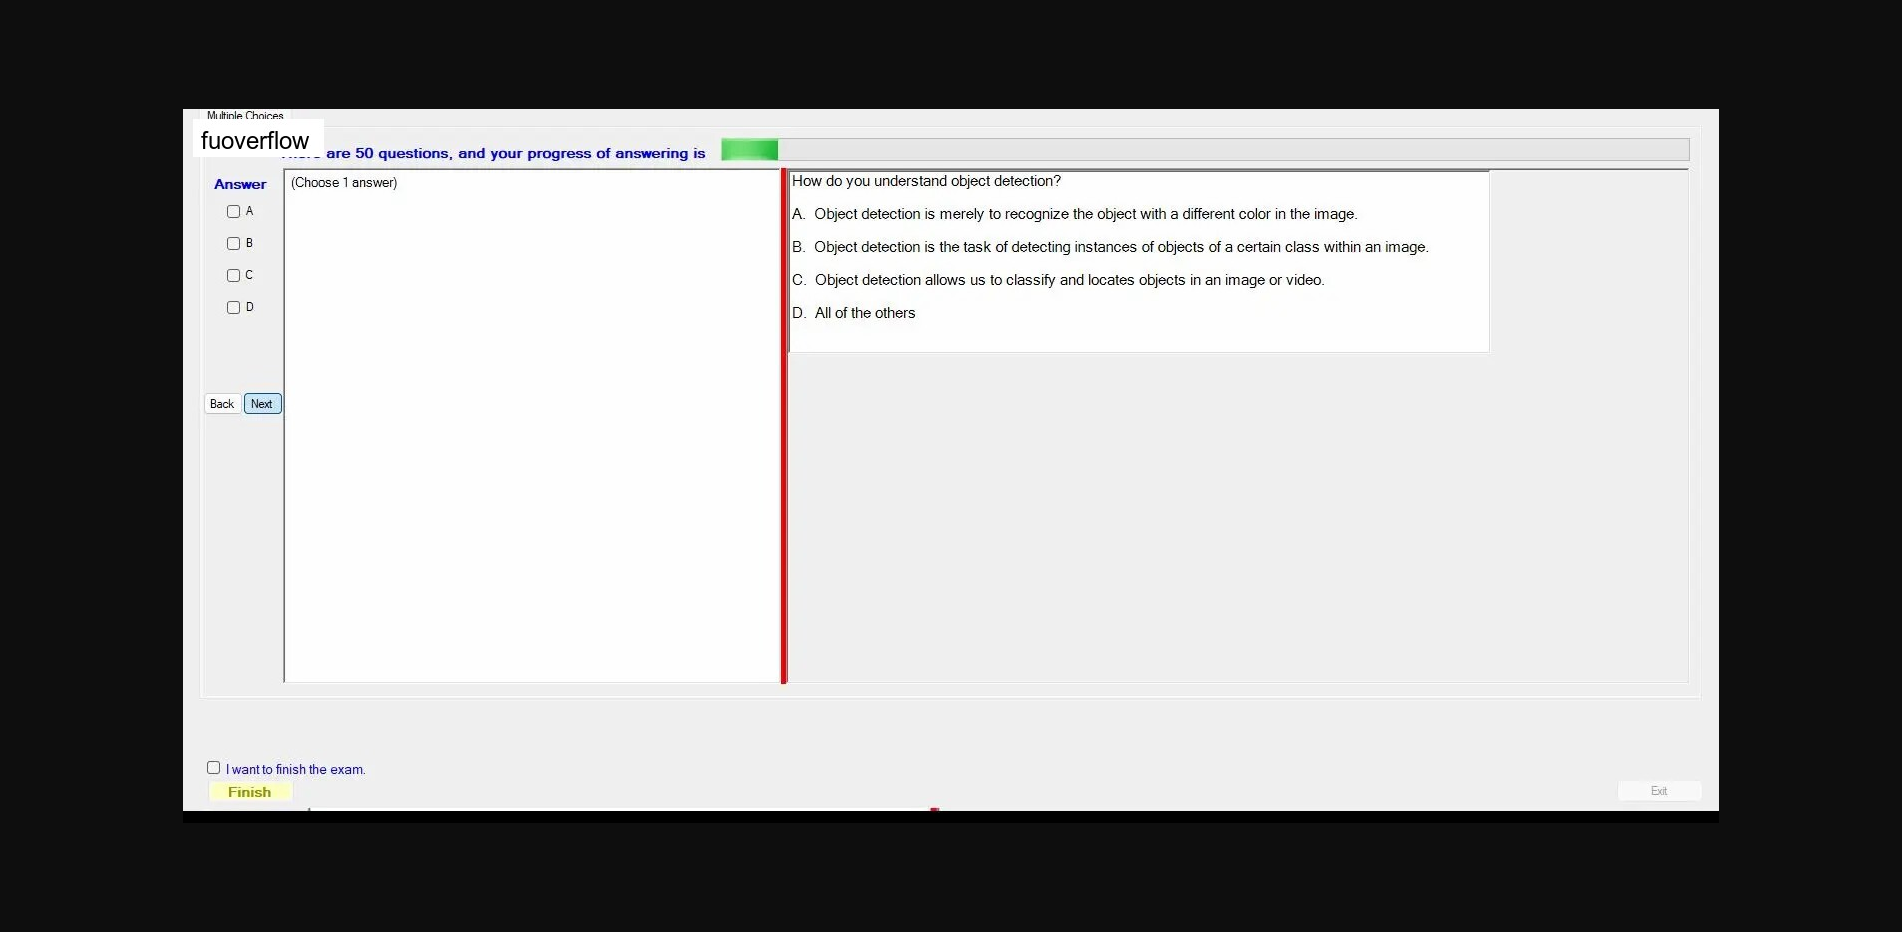 Multiple Choices
fuoverflow
are 50 questions, and your progress of answering is
Answer
(Choose 1 answer)
A
B
C
D
Back Next
How do you understand object detection?
A. Object detection is merely to recognize the object with a different color in the image.
B. Object detection is the task of detecting instances of objects of a certain class within an image.
C. Object detection allows us to classify and locates objects in an image or video.
D. All of the others
I want to finish the exam.
Finish
Exit